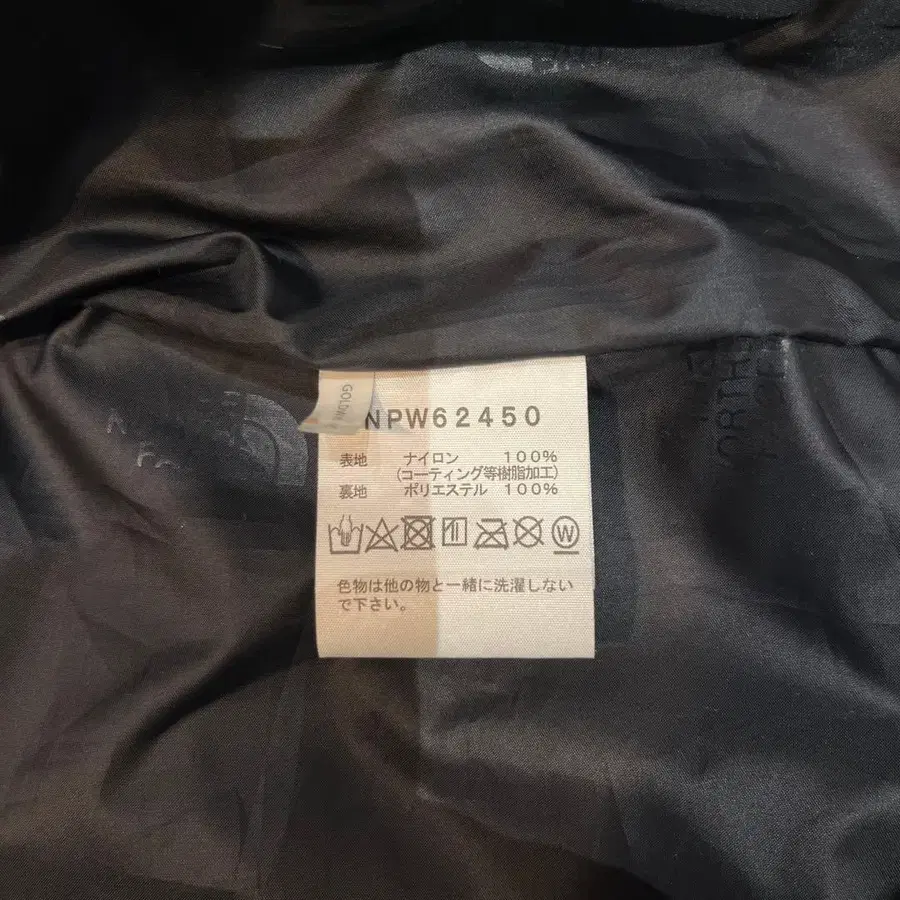 GOLDWIN
NPW62450
表地 ナイロン 100%
(コーティング等樹脂加工)
裏地 ポリエステル 100%
W
色物は他の物と一緒に洗濯しない
で下さい。